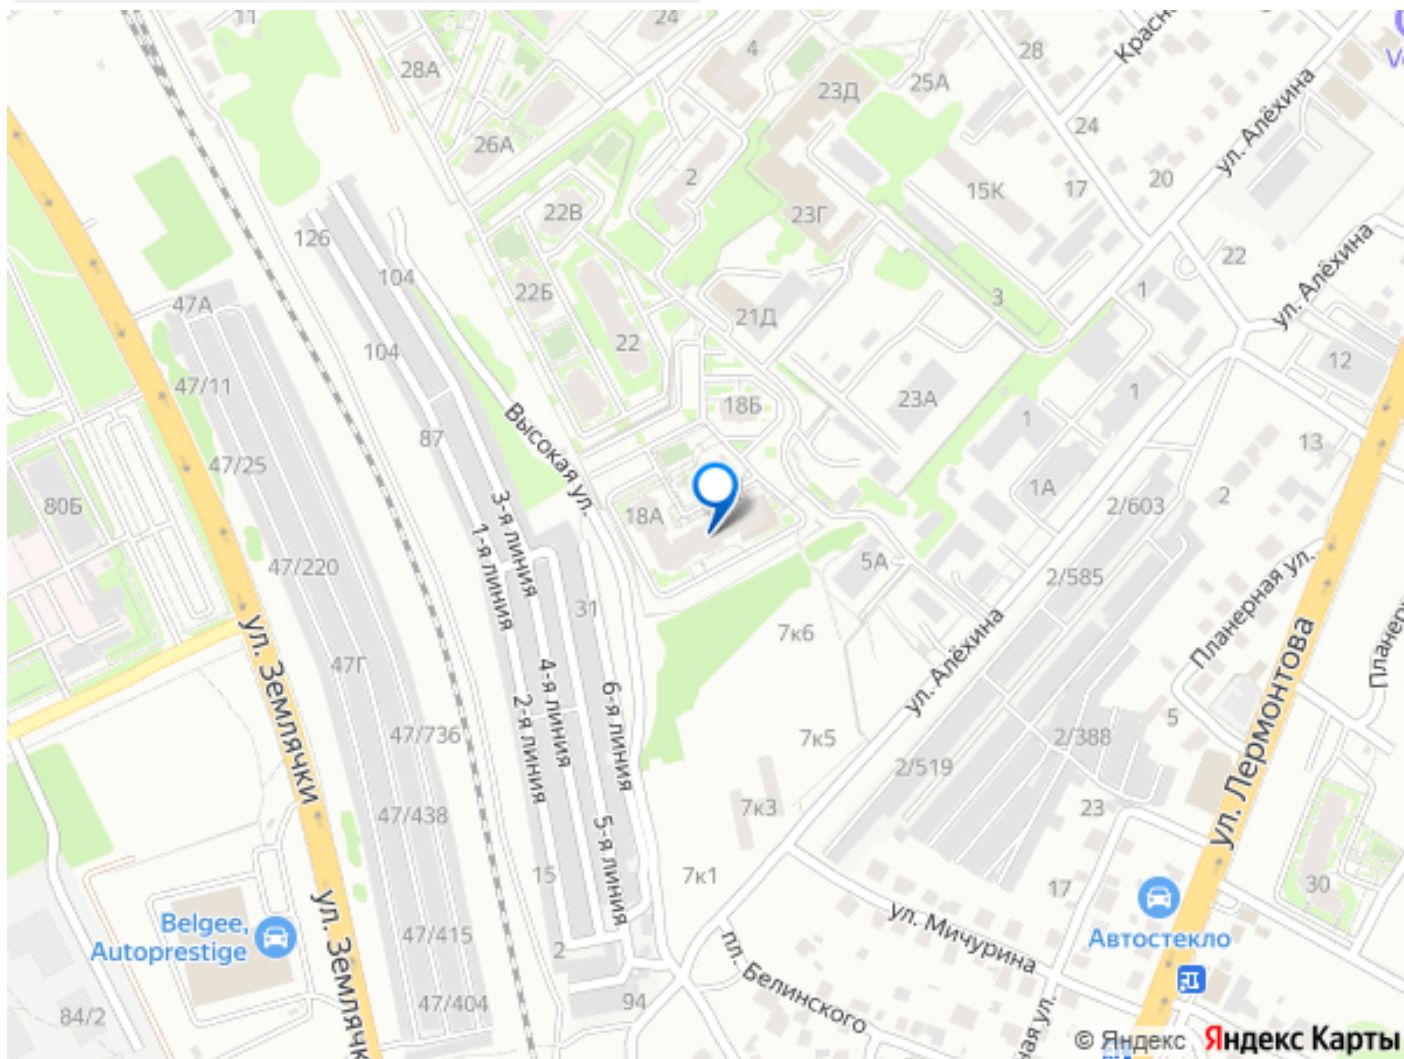 11
24
28А
4
23Д
25А
28
Красн
ул. Алёхина
24
26А
2
22В
23Г
15К
17
20
22
ул. Алёхина
126
104
22Б
22
21Д
3
1
12
47А
104
47/11
87
Высокая ул.
18Б
23А
1
1
13
47/25
80Б
3-я линия
1-я линия
18А
1А
2/603
2
47/220
31
5А
2/585
Планерная ул.
ул. Землячки
47Г
4-я линия
2-я линия
6-я линия
7к6
ул. Алёхина
Планерн
ул. Лермонтова
5
47/736
7к5
2/388
2/519
47/438
5-я линия
7к3
23
15
7к1
17
30
ул. Землячк
Belgee,
Autoprestige
47/415
2
пл. Белинского
ул. Мичурина
Автостекло
84/2
47/404
94
ная ул.
© Яндекс Яндекс Карты